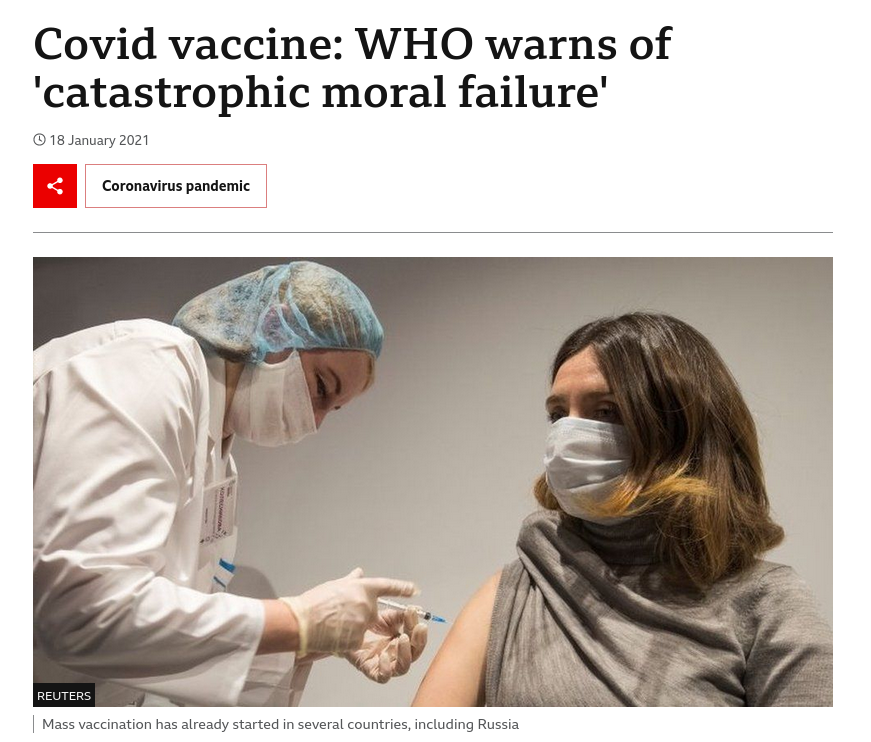 Covid vaccine: WHO warns of
'catastrophic moral failure'
18 January 2021
Coronavirus pandemic
REUTERS
Mass vaccination has already started in several countries, including Russia